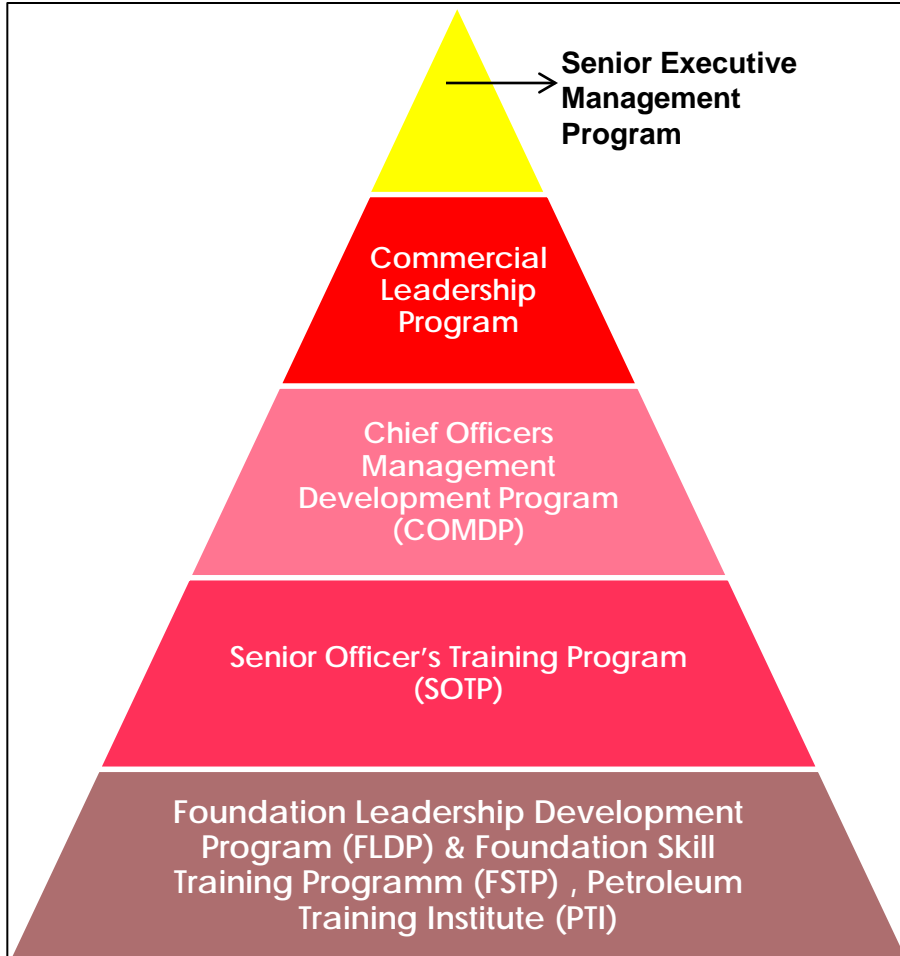 Senior Executive
Management
Program
Commercial
Leadership
Program
Chief Officers
Management
Development Program
(COMDP)
Senior Officer’s Training Program
(SOTP)
Foundation Leadership Development
Program (FLDP) & Foundation Skill
Training Programm (FSTP) , Petroleum
Training Institute (PTI)